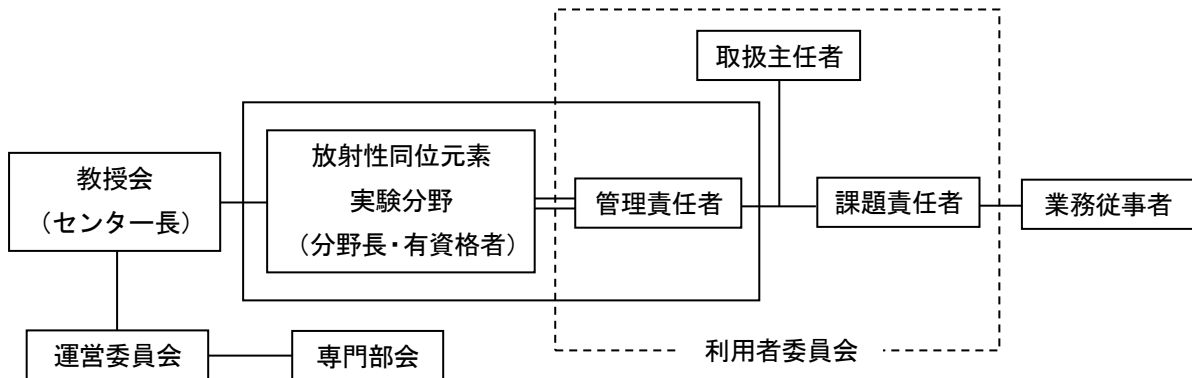 取扱主任者
放射性同位元素
実験分野
（分野長・有資格者）
教授会
（センター長）
管理責任者
課題責任者
業務従事者
運営委員会
専門部会
利用者委員会